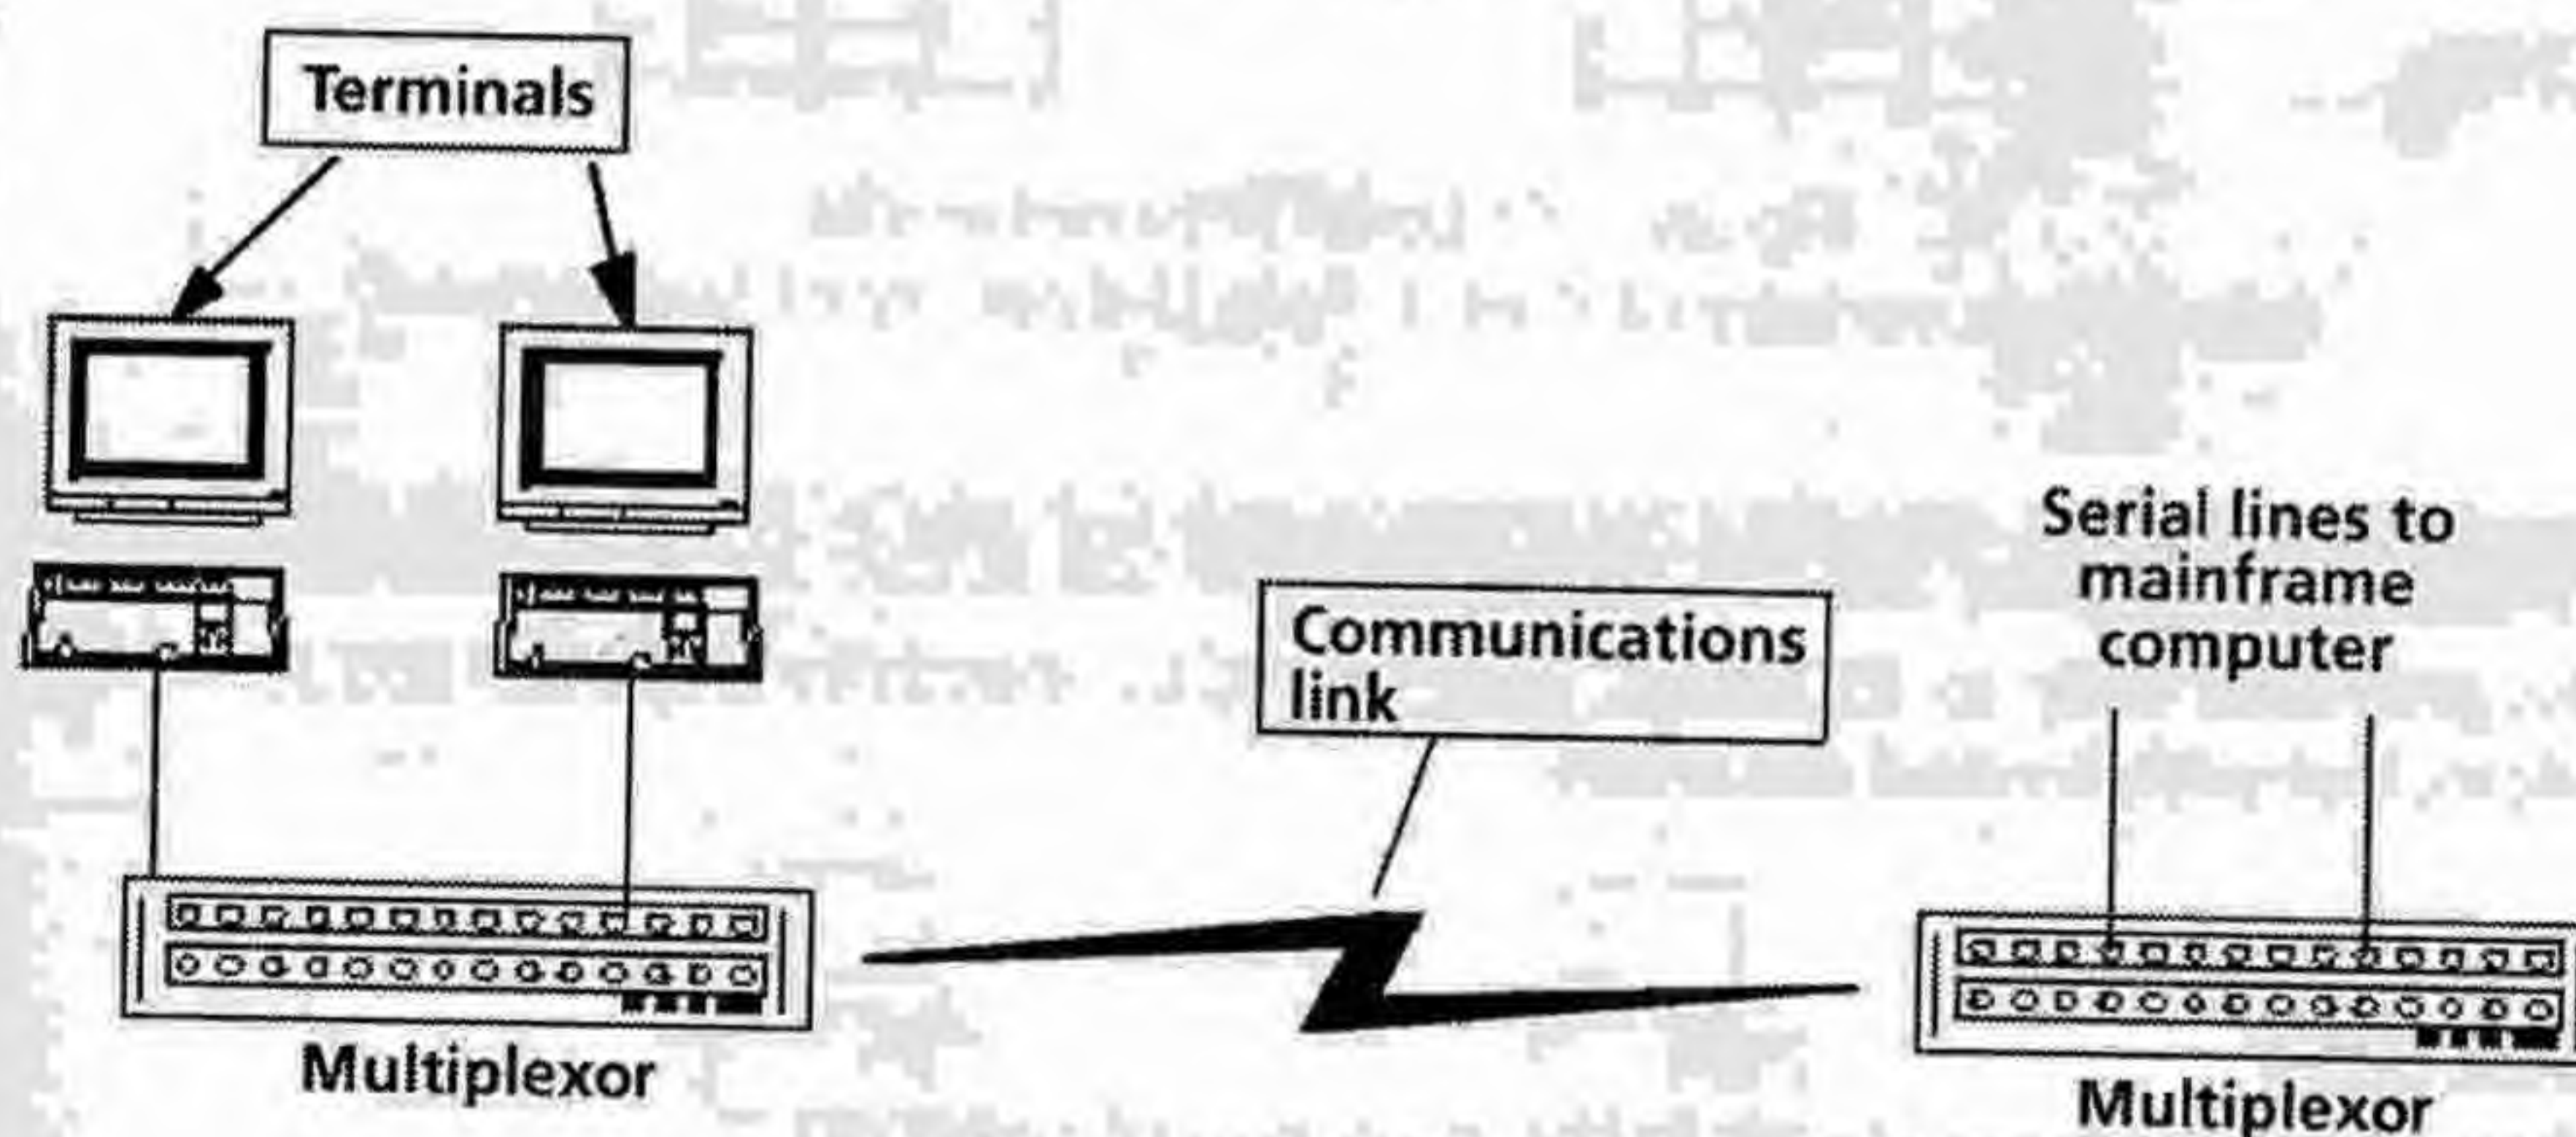 Terminals
Serial lines to
mainframe
computer
Communications
link
Multiplexor
Multiplexor